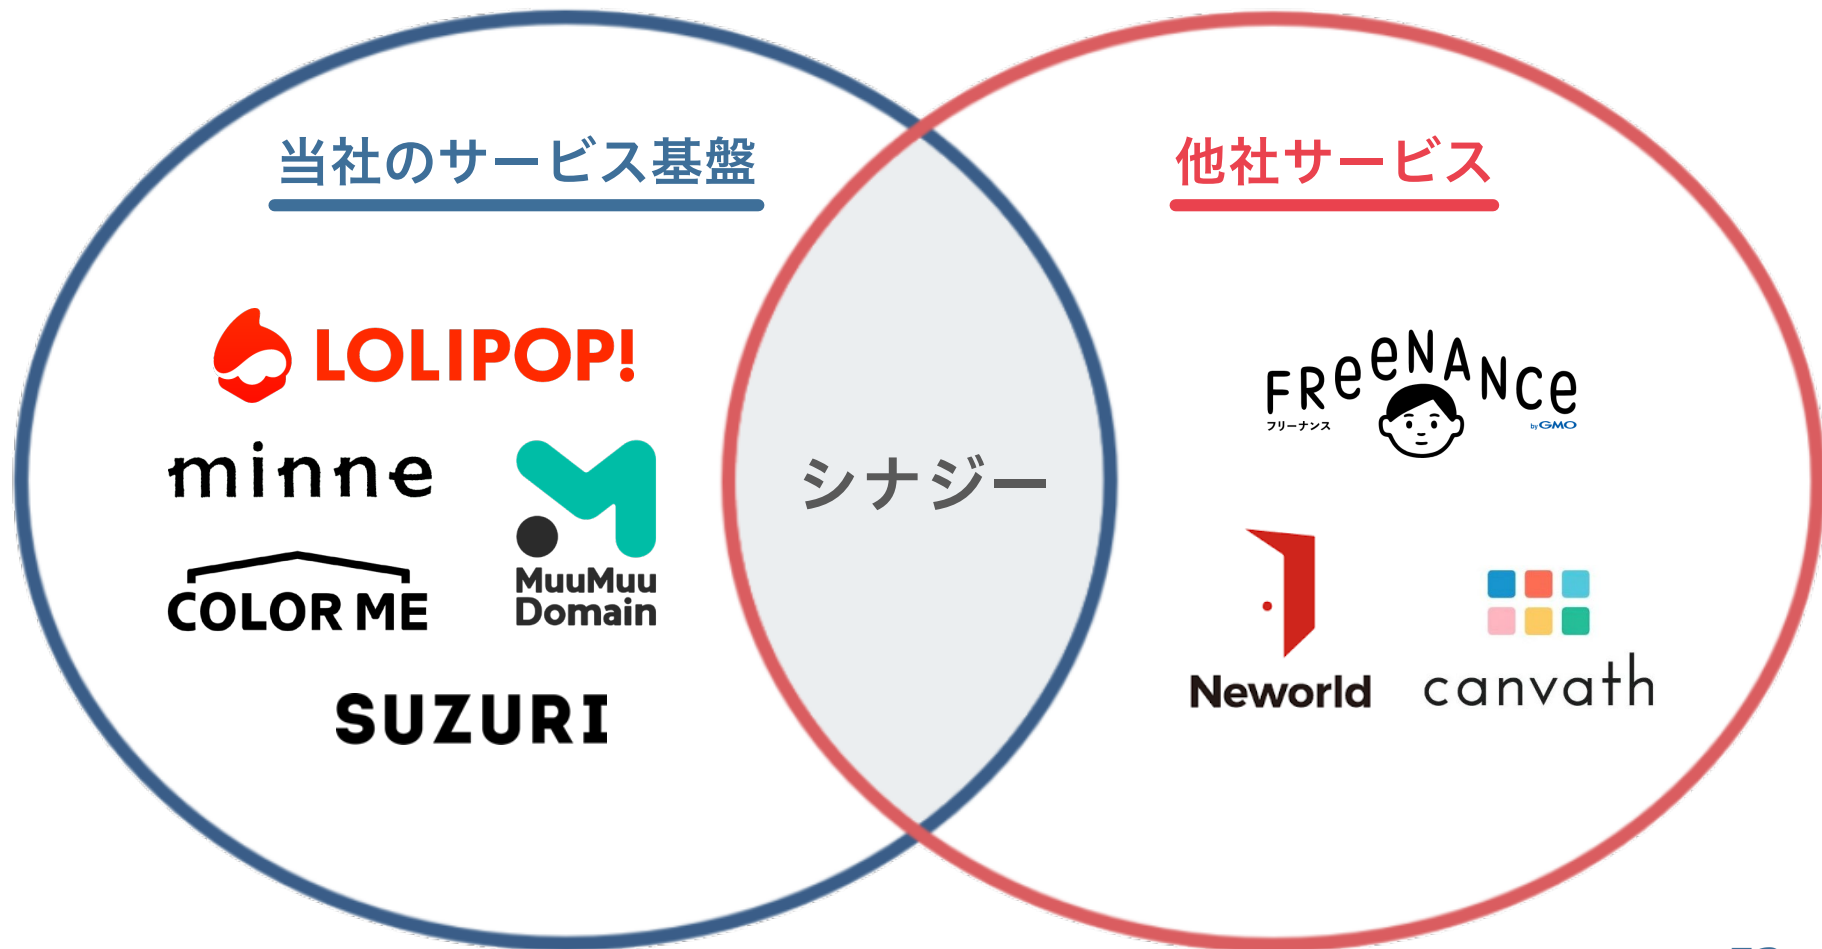 当社のサービス基盤
他社サービス
LOLIPOP!
minne
MuuMuu
Domain
COLOR ME
SUZURI
シナジー
FReeNANce
フリーナンス
by GMO
Neworld
canvath